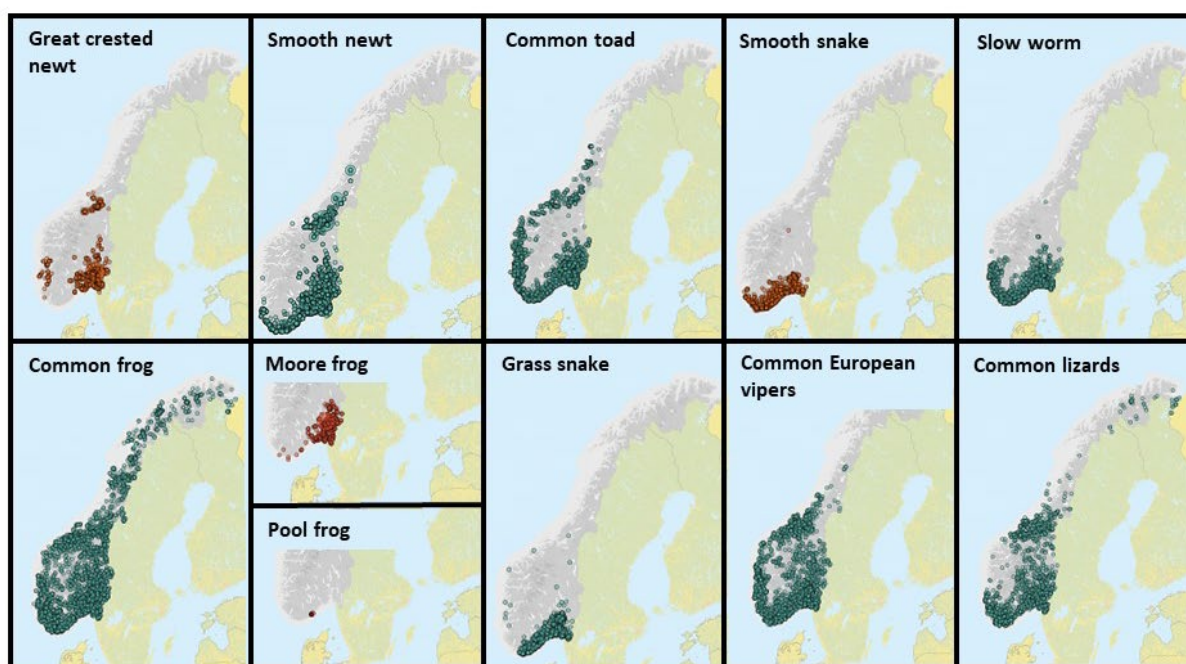 Great crested
newt
Smooth newt
Common toad
Smooth snake
Slow worm
Common frog
Moore frog
Pool frog
Grass snake
Common European
vipers
Common lizards